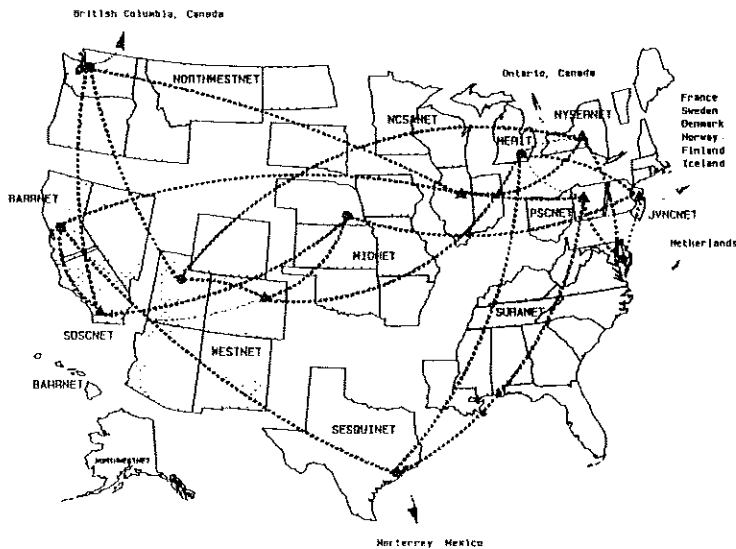 British Columbia, Canada
NORTHWESTNET
Ontario, Canada
NCSANET
NYSERNET
MERIT
France
Sweden
Denmark
Norway
Finland
Iceland
BARRNET
PSCNET
JVNCNET
MIDNET
Netherlands
SURANET
SDSCNET
WESTNET
BARRNET
SESQUINET
NORTHWESTNET
Monterrey Mexico